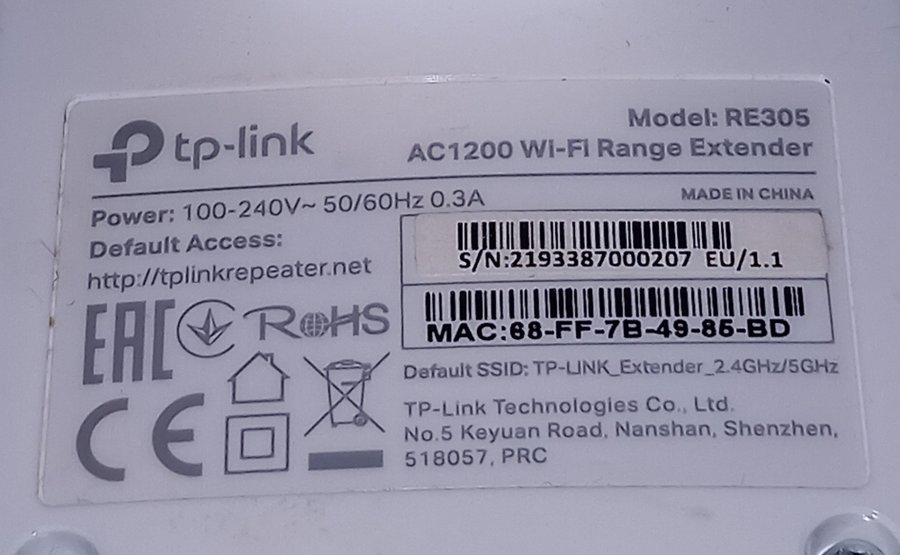 tp-link
Model: RE305
AC1200 Wi-Fi Range Extender
Power: 100-240V~ 50/60Hz 0.3A
MADE IN CHINA
Default Access:
http://tplinkrepeater.net
S/N:2193387000207 EU/1.1
MAC:68-FF-7B-49-85-BD
EAC
RoHS
CE
Default SSID: TP-LINK_Extender_2.4GHz/5GHz
TP-Link Technologies Co., Ltd.
No.5 Keyuan Road, Nanshan, Shenzhen,
518057, PRC